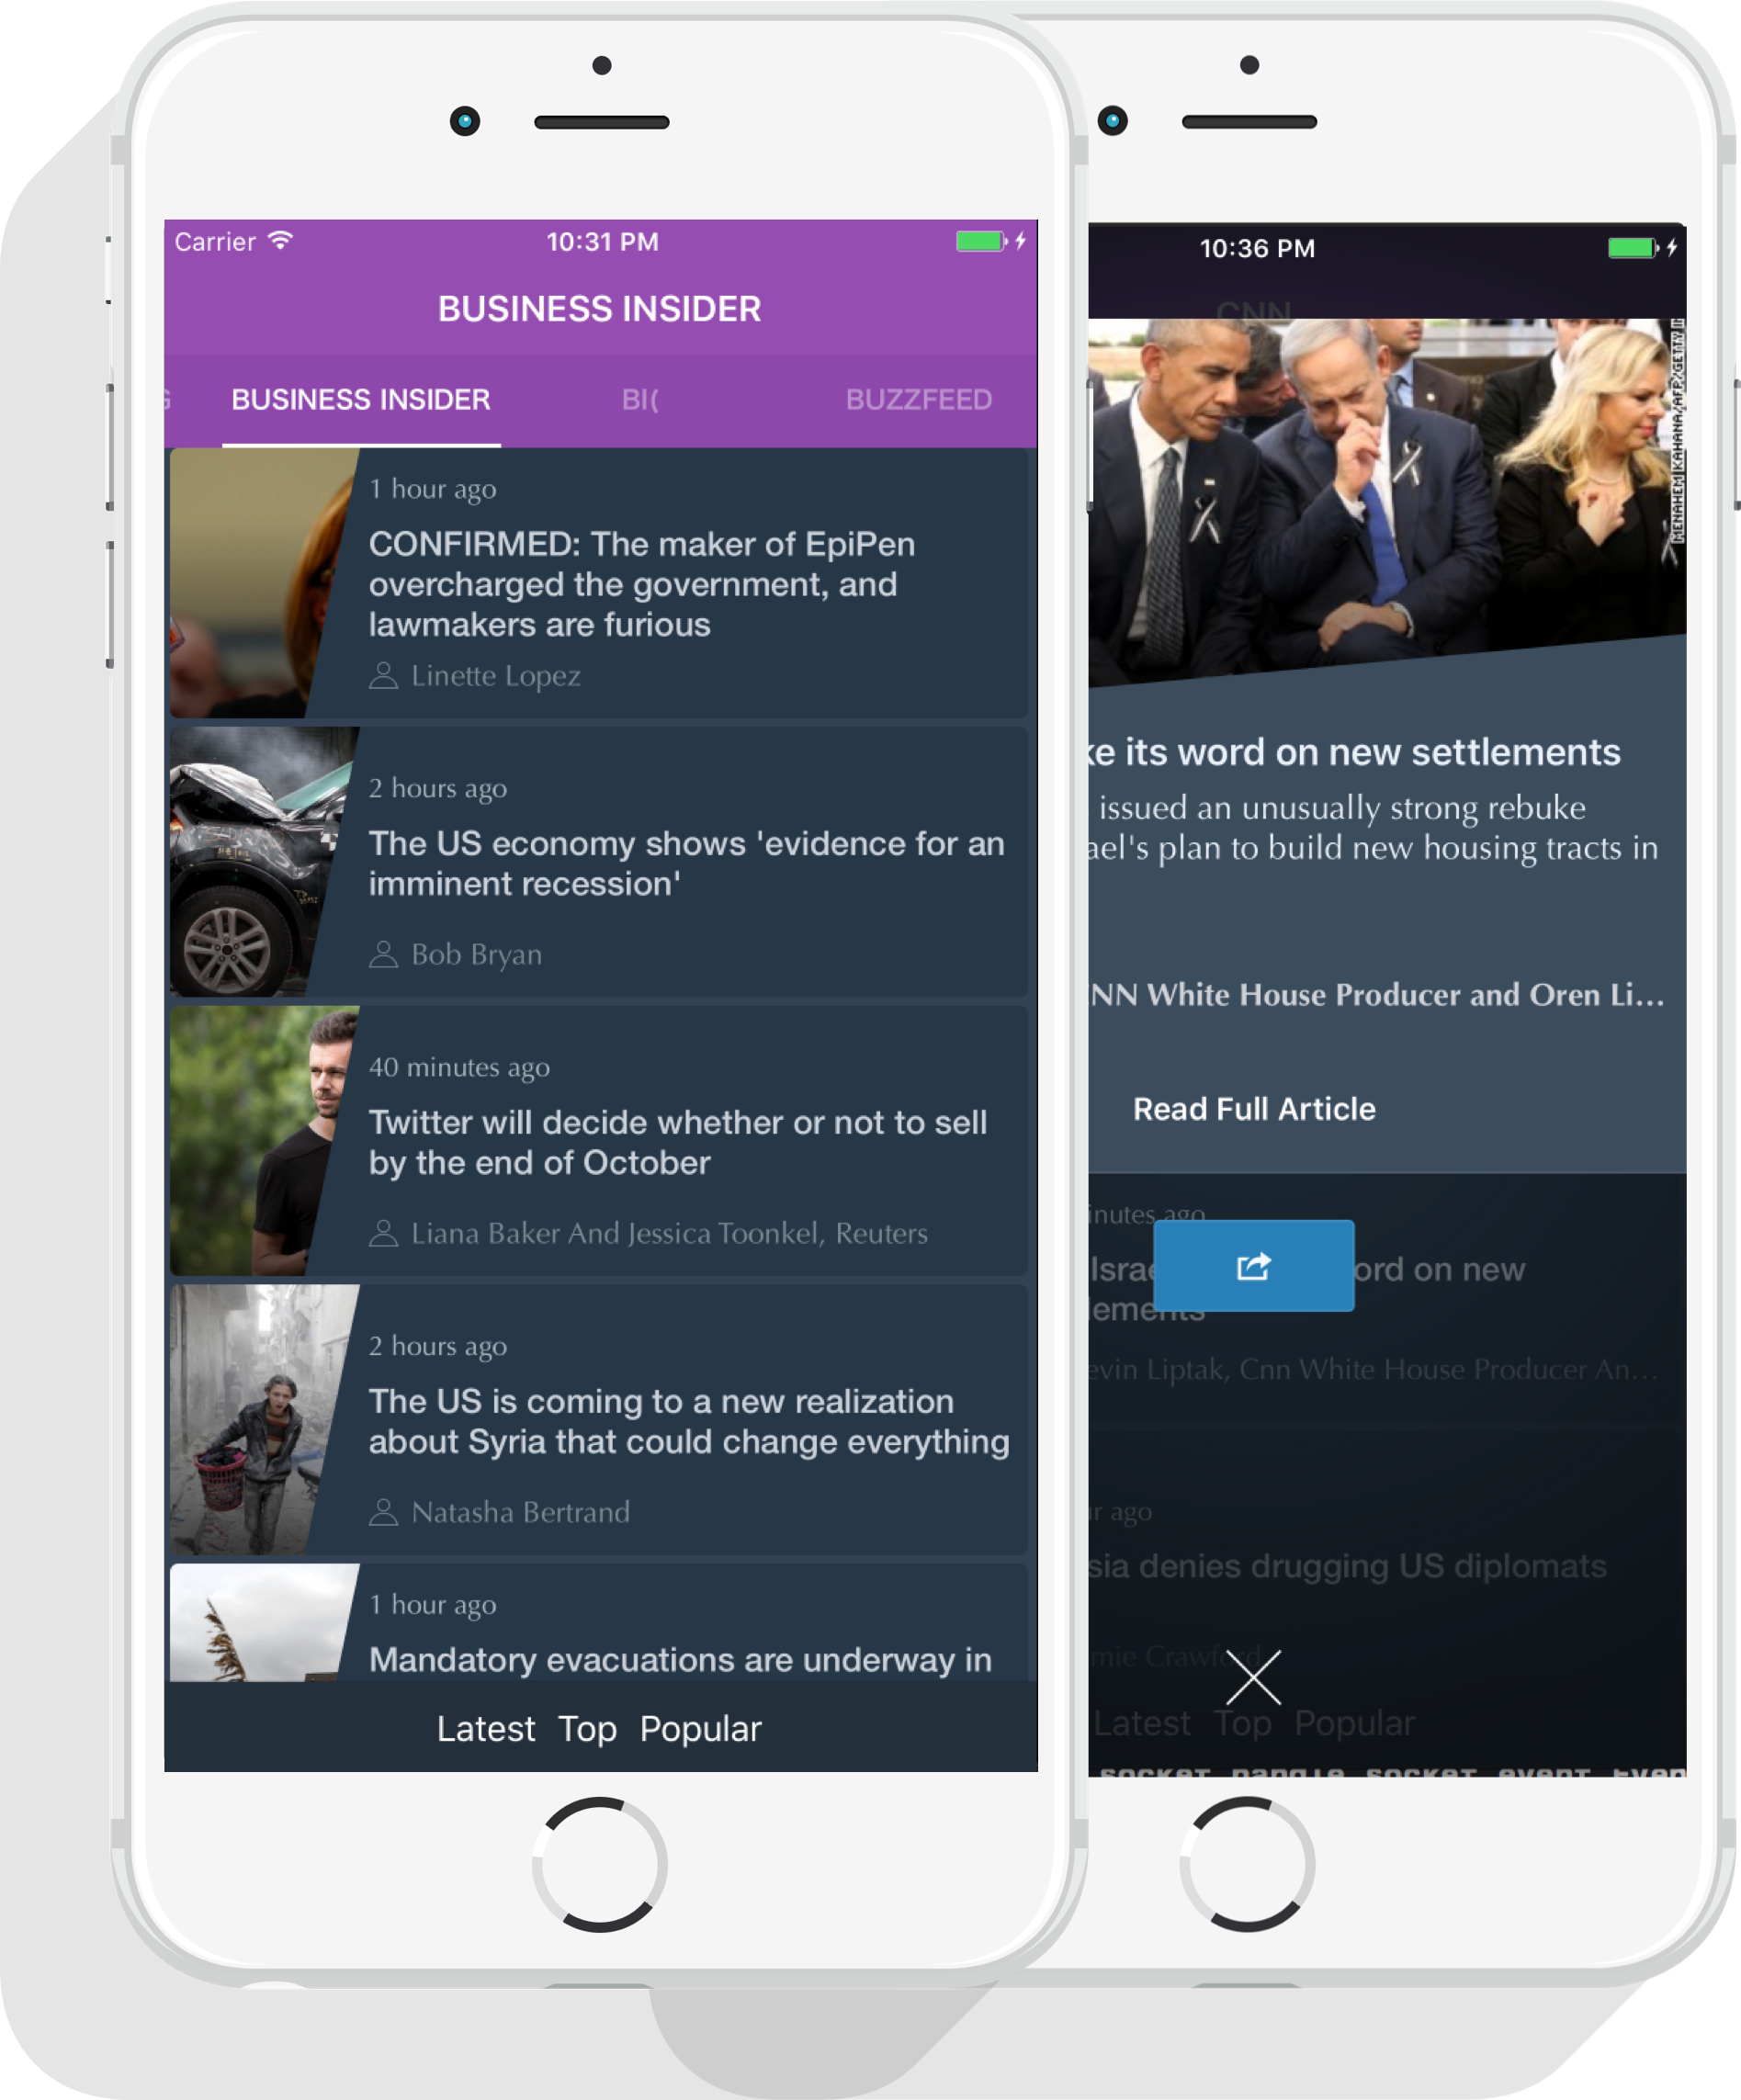 Carrier
10:31 PM
BUSINESS INSIDER
BUSINESS INSIDER
BI(
BUZZFEED
1 hour ago
CONFIRMED: The maker of EpiPen
overcharged the government, and
lawmakers are furious
Linette Lopez
2 hours ago
The US economy shows 'evidence for an
imminent recession'
Bob Bryan
40 minutes ago
Twitter will decide whether or not to sell
by the end of October
Liana Baker And Jessica Toonkel, Reuters
2 hours ago
The US is coming to a new realization
about Syria that could change everything
Natasha Bertrand
1 hour ago
Mandatory evacuations are underway in
Latest Top Popular
10:36 PM
CNN
MENAHEM KAHANA/AFP/GETTY
its word on new settlements
issued an unusually strong rebuke
ael's plan to build new housing tracts in
NN White House Producer and Oren Li...
Read Full Article
inutes ago
Isra ord on new
lements
evin Liptak, Cnn White House Producer An...
r ago
sia denies drugging US diplomats
mie Crawford
Latest Top Popular
socket handle socket event Even